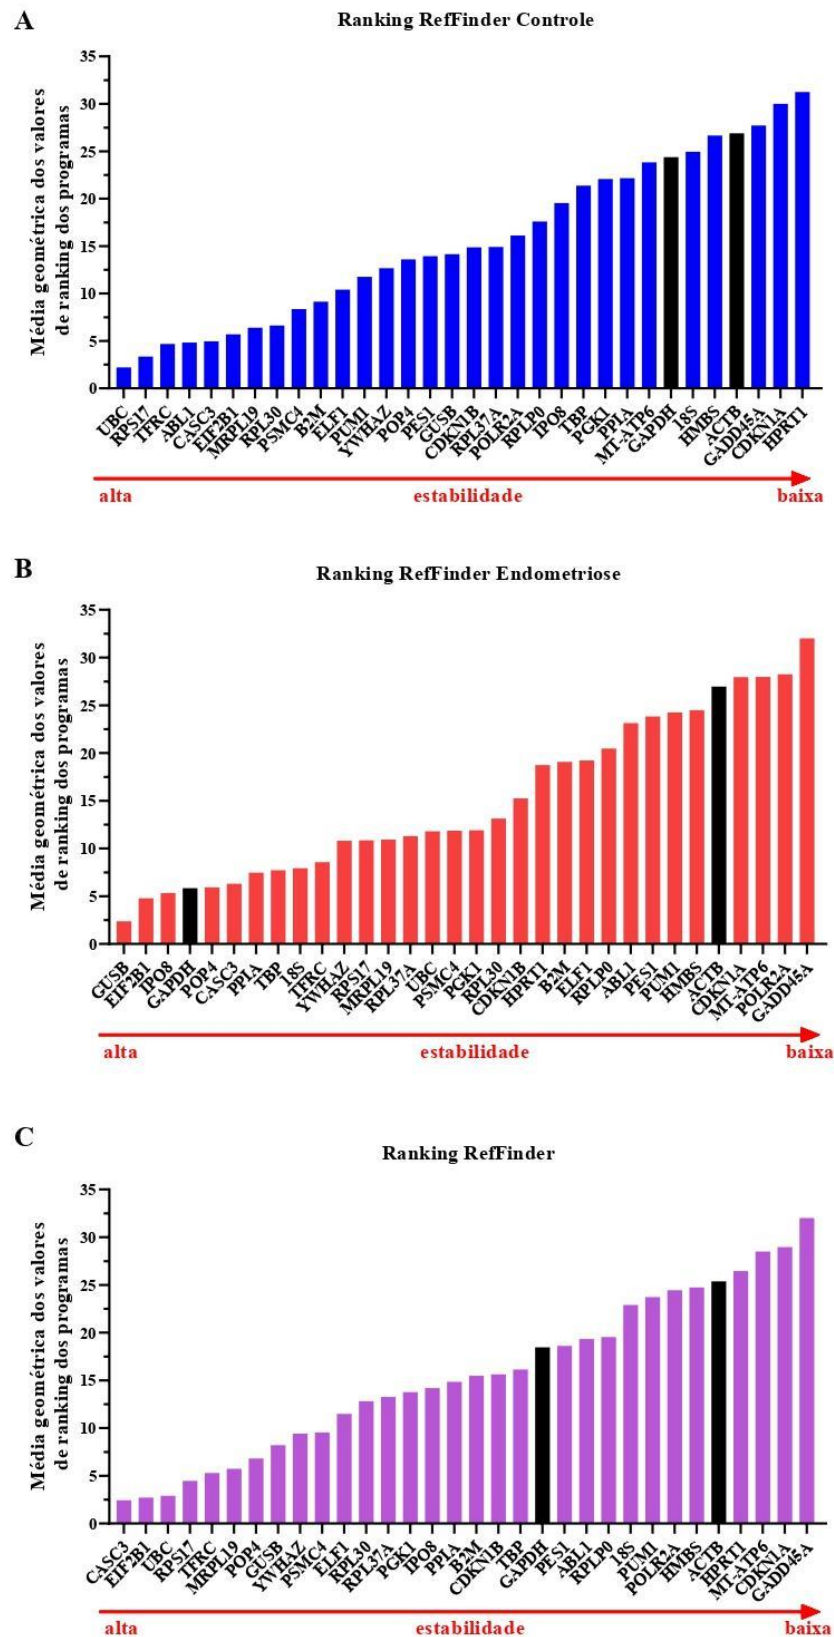 A
Ranking RefFinder Controle
Média geométrica dos valores
de ranking dos programas
35
30
25
20
15
10
5
0
UBC
RPS17
TFRC
ABL1
CASC3
EIF2B1
MRPL19
RPL30
PSMC4
B2M
ELF1
PUM1
YWHAZ
POP4
PES1
GUSB
CDKN1B
RPL37A
POLR2A
RPLP0
IPO8
TBP
PGK1
PPIA
MT-ATP6
GAPDH
18S
HMBS
ACTB
GADD45A
CDKN1A
HPRT1
alta estabilidade baixa
B
Ranking RefFinder Endometriose
Média geométrica dos valores
de ranking dos programas
35
30
25
20
15
10
5
0
GUSB
EIF2B1
IPO8
GAPDH
POP4
CASC3
PPIA
TBP
18S
TFRC
YWHAZ
RPS17
MRPL19
RPL37A
UBC
PSMC4
PGK1
RPL30
CDKN1B
HPRT1
B2M
ELF1
RPLP0
ABL1
PES1
PUM1
HMBS
ACTB
CDKN1A
MT-ATP6
POLR2A
GADD45A
alta estabilidade baixa
C
Ranking RefFinder
Média geométrica dos valores
de ranking dos programas
35
30
25
20
15
10
5
0
CASC3
EIF2B1
UBC
RPS17
TFRC
MRPL19
POP4
GUSB
YWHAZ
PSMC4
ELF1
RPL30
RPL37A
PGK1
IPO8
PPIA
B2M
CDKN1B
TBP
GAPDH
PES1
ABL1
RPLP0
18S
PUM1
POLR2A
HMBS
ACTB
HPRT1
MT-ATP6
CDKN1A
GADD45A
alta estabilidade baixa